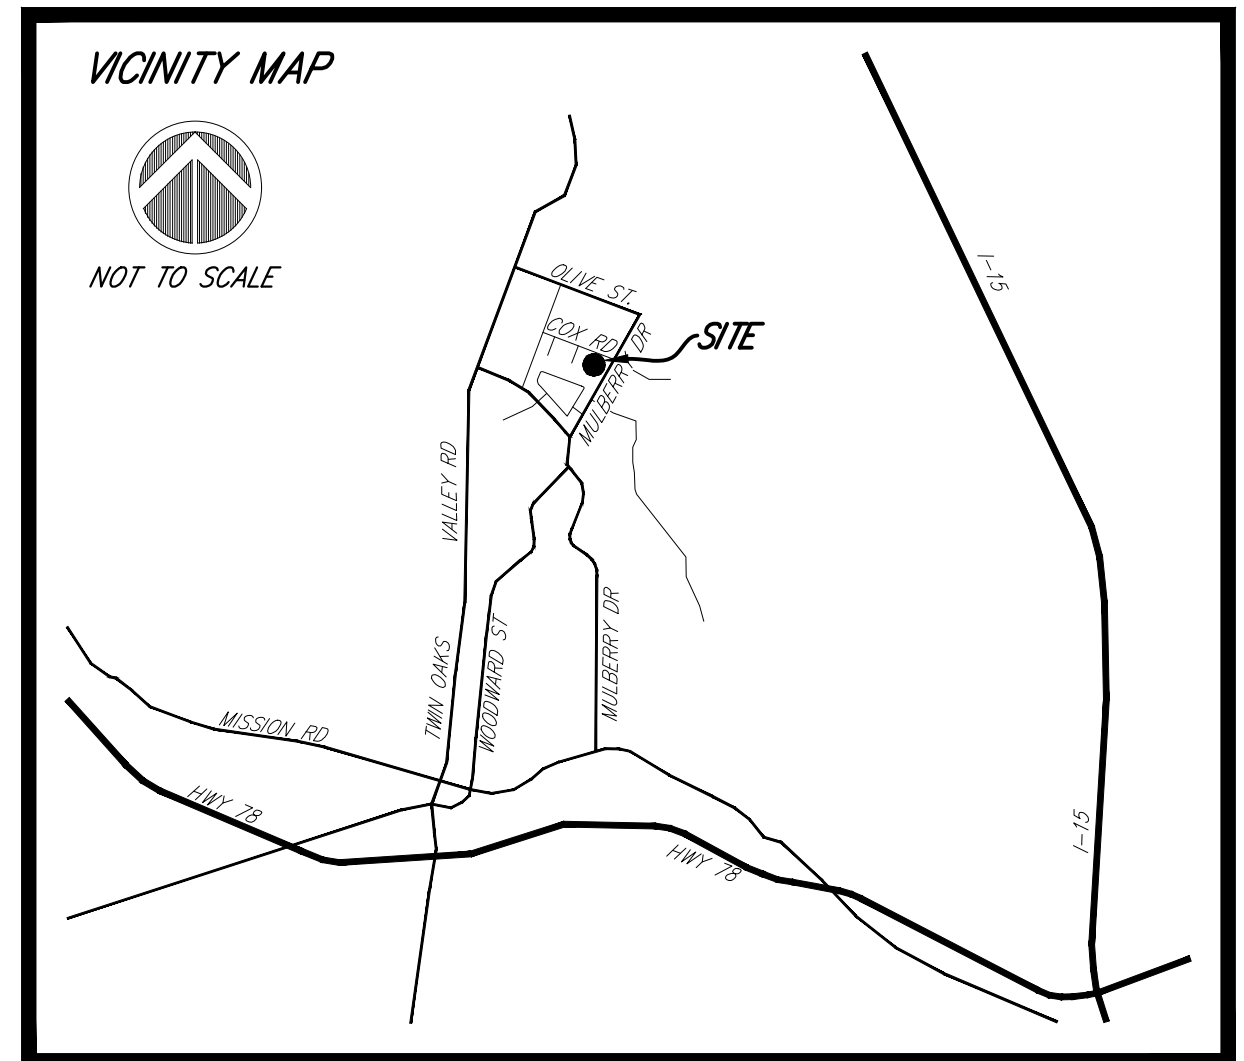 VICINITY MAP
NOT TO SCALE
I-15
OLIVE ST.
COX RD
SITE
MULBERRY DR
VALLEY RD
TWIN OAKS
WOODWARD ST
MULBERRY DR
MISSION RD
HWY 78
HWY 78
I-15